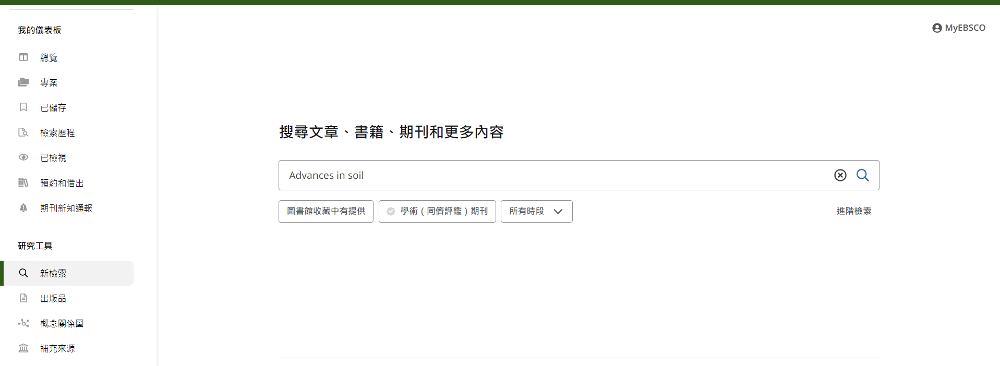 我的儀表板
總覽
專案
已儲存
檢索歷程
已檢視
預約和借出
期刊新知通報
研究工具
新檢索
出版品
概念關係圖
補充來源
MyEBSCO
搜尋文章、書籍、期刊和更多內容
Advances in soil
圖書館收藏中有提供 學術（同儕評鑑）期刊 所有時段 進階檢索